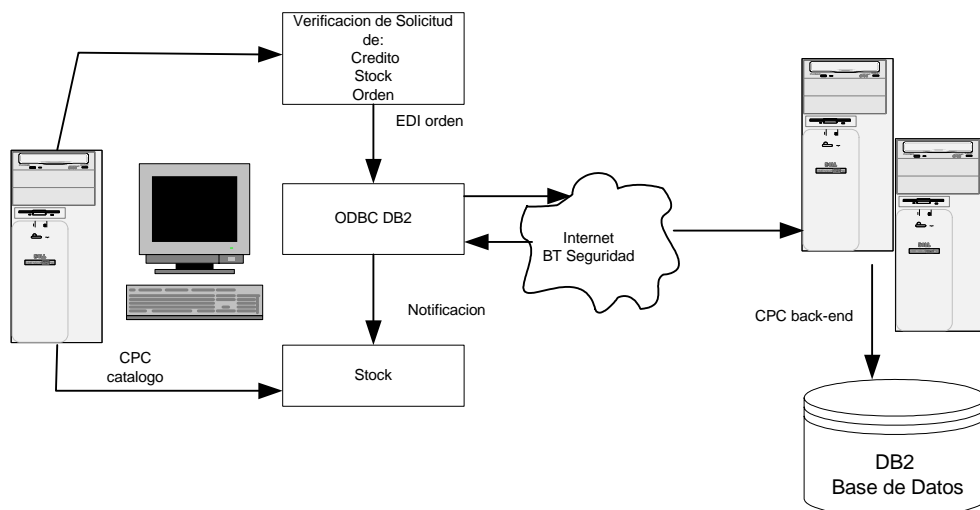 Verificacion de Solicitud
de:
Credito
Stock
Orden
EDI orden
ODBC DB2
Internet
BT Seguridad
Notificacion
CPC back-end
CPC
catalogo
Stock
DB2
Base de Datos